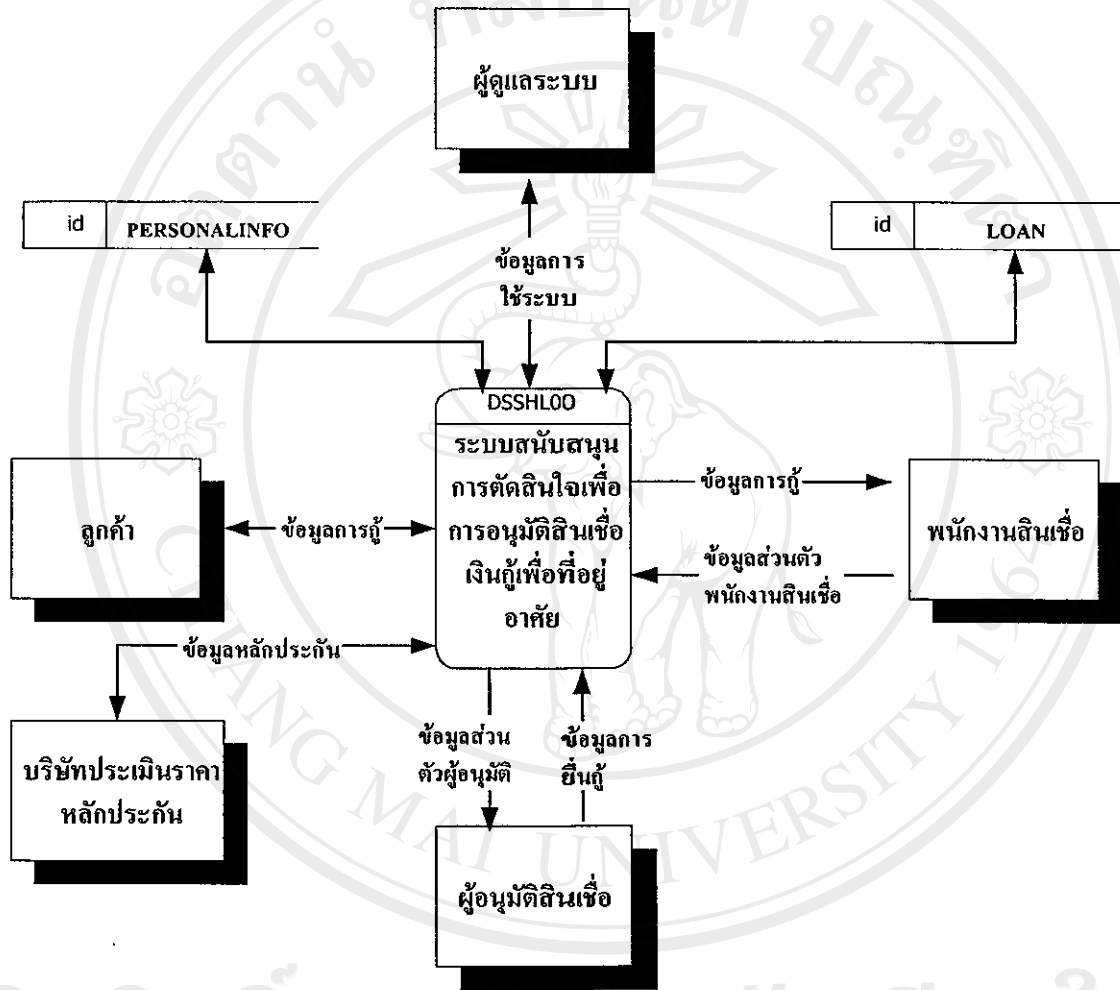 ผู้ดูแลระบบ
id PERSONALINFO
id LOAN
ข้อมูลการ
ใช้ระบบ
DSSHL00
ระบบสนับสนุน
การตัดสินใจเพื่อ
การอนุมัติสินเชื่อ
เงินกู้เพื่อที่อยู่
อาศัย
ลูกค้า
ข้อมูลการกู้
ข้อมูลการกู้
พนักงานสินเชื่อ
ข้อมูลส่วนตัว
พนักงานสินเชื่อ
ข้อมูลหลักประกัน
บริษัทประเมินราคา
หลักประกัน
ข้อมูลส่วน
ตัวผู้อนุมัติ
ข้อมูลการ
ยื่นกู้
ผู้อนุมัติสินเชื่อ
CHIANG MAI UNIVERSITY 1964